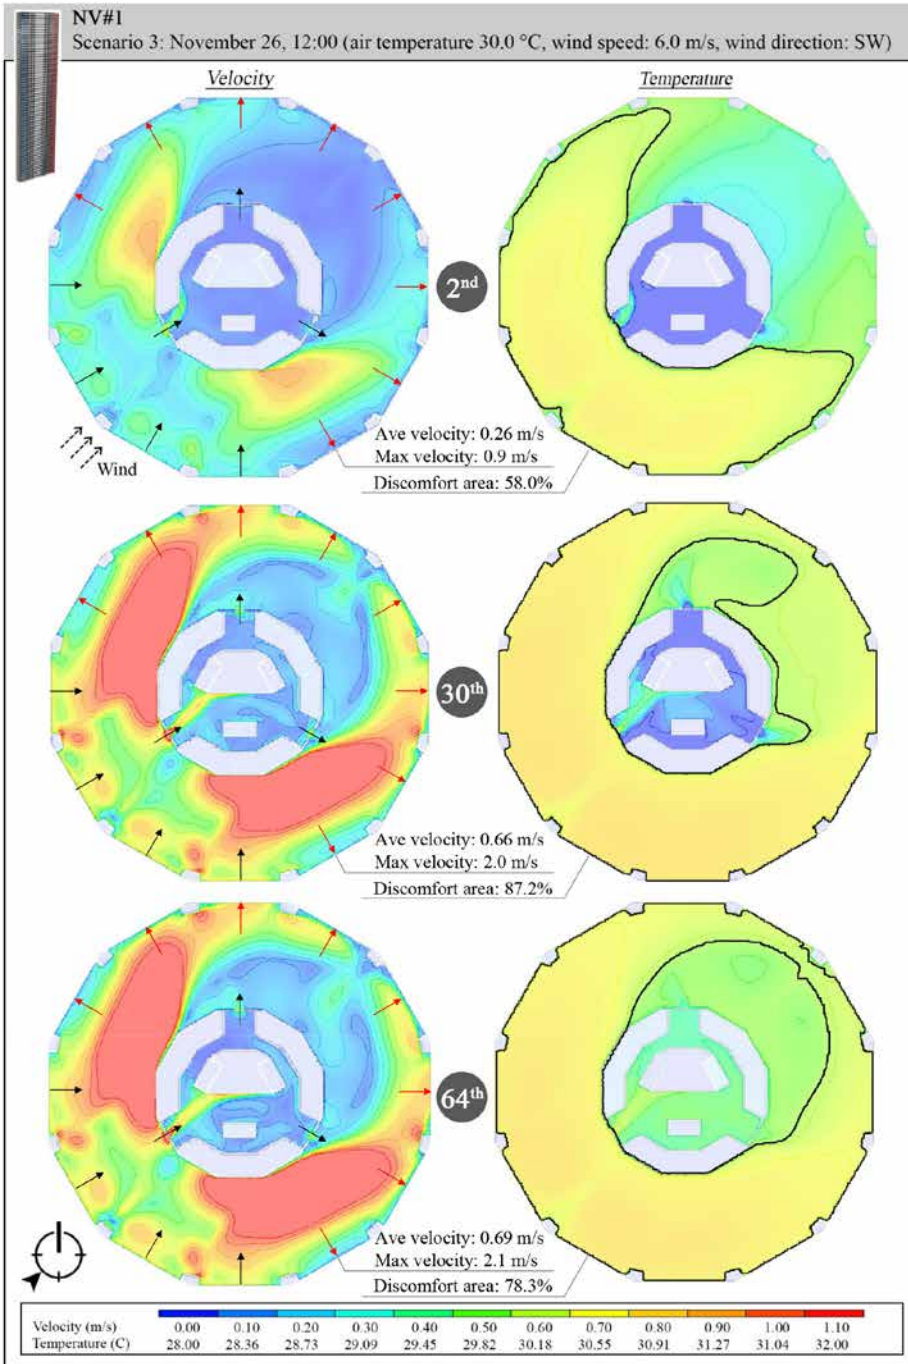 NV#1
Scenario 3: November 26, 12:00 (air temperature 30.0 °C, wind speed: 6.0 m/s, wind direction: SW)
Velocity
Temperature
2nd
Wind
Ave velocity: 0.26 m/s
Max velocity: 0.9 m/s
Discomfort area: 58.0%
30th
Ave velocity: 0.66 m/s
Max velocity: 2.0 m/s
Discomfort area: 87.2%
64th
Ave velocity: 0.69 m/s
Max velocity: 2.1 m/s
Discomfort area: 78.3%
Velocity (m/s) 0.00 0.10 0.20 0.30 0.40 0.50 0.60 0.70 0.80 0.90 1.00 1.10
Temperature (C) 28.00 28.36 28.73 29.09 29.45 29.82 30.18 30.55 30.91 31.27 31.04 32.00